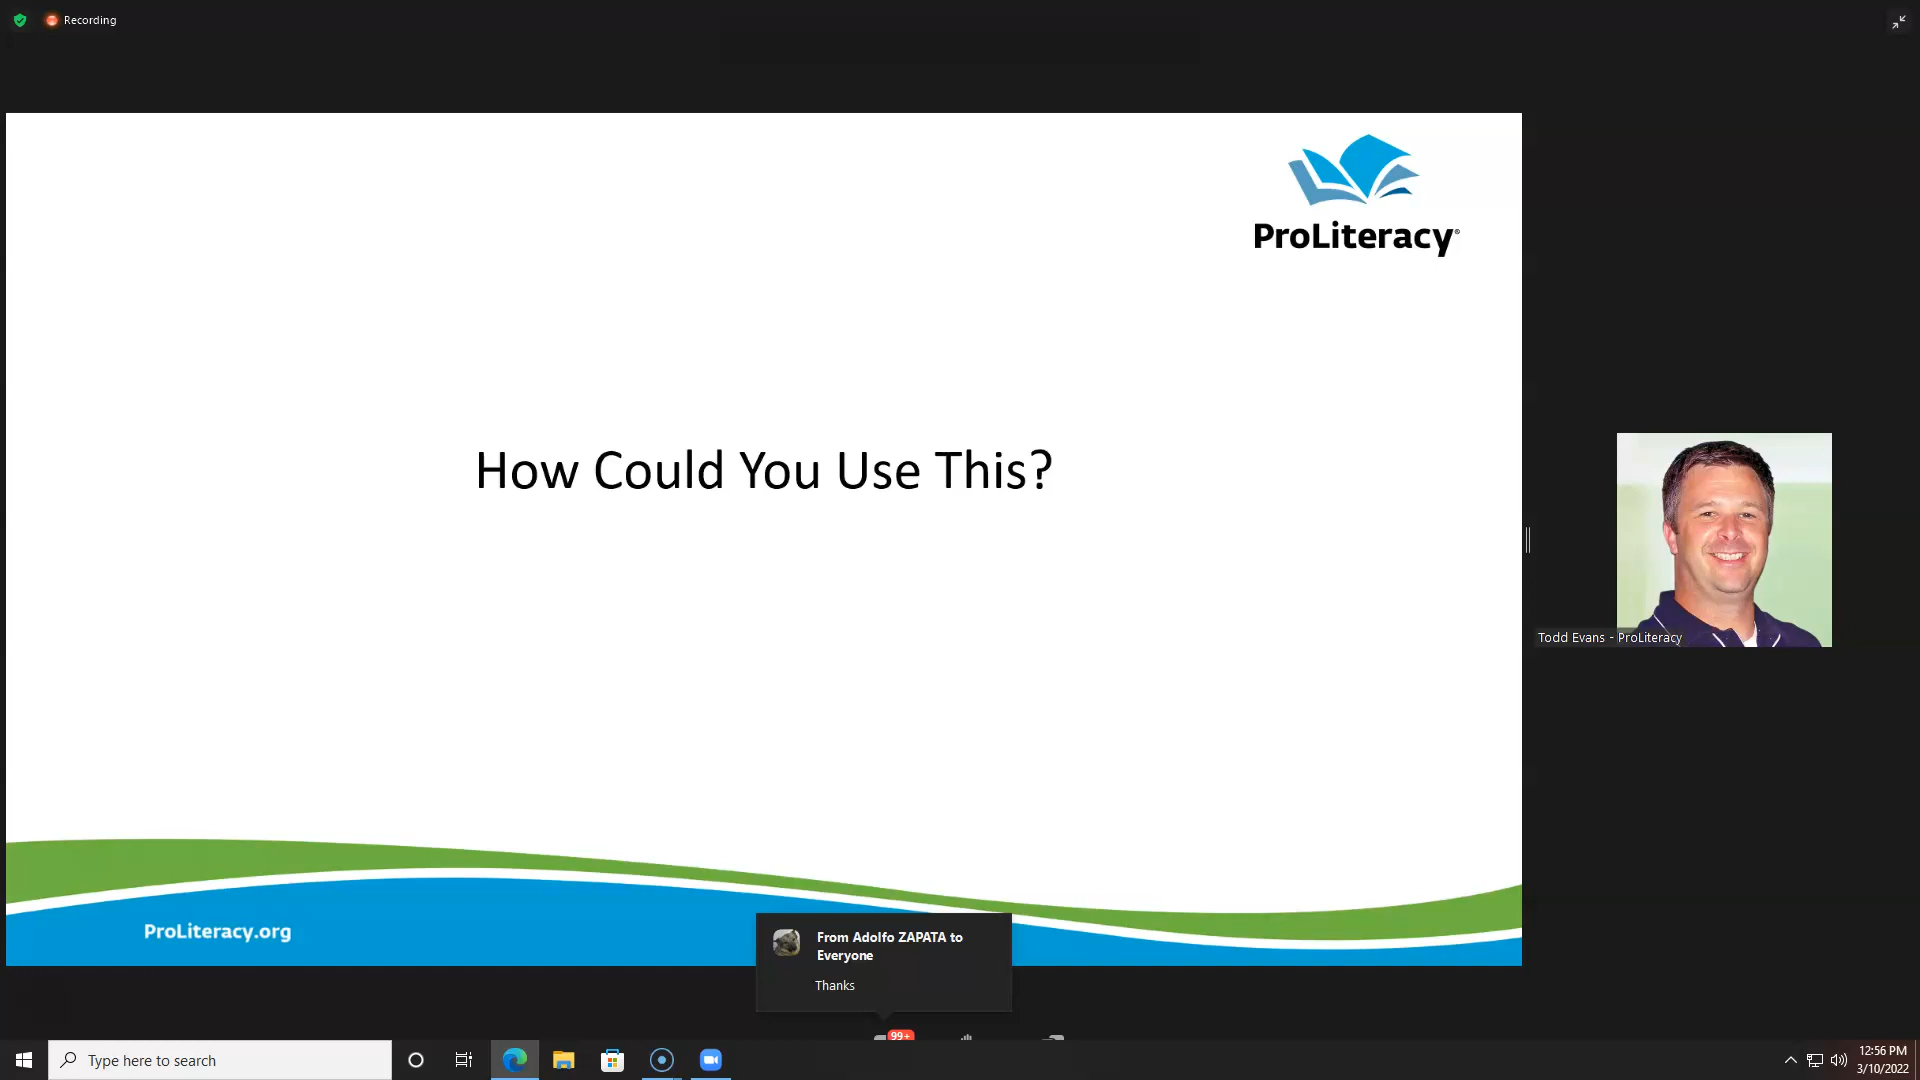 Recording
ProLiteracy®
How Could You Use This?
Todd Evans - ProLiteracy
ProLiteracy.org
From Adolfo ZAPATA to
Everyone
Thanks
99+
Type here to search
12:56 PM
3/10/2022